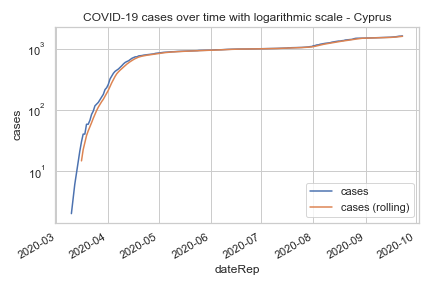 COVID-19 cases over time with logarithmic scale - Cyprus
cases
10³
10²
10¹
cases
cases (rolling)
2020-03
2020-04
2020-05
2020-06
2020-07
2020-08
2020-09
2020-10
dateRep